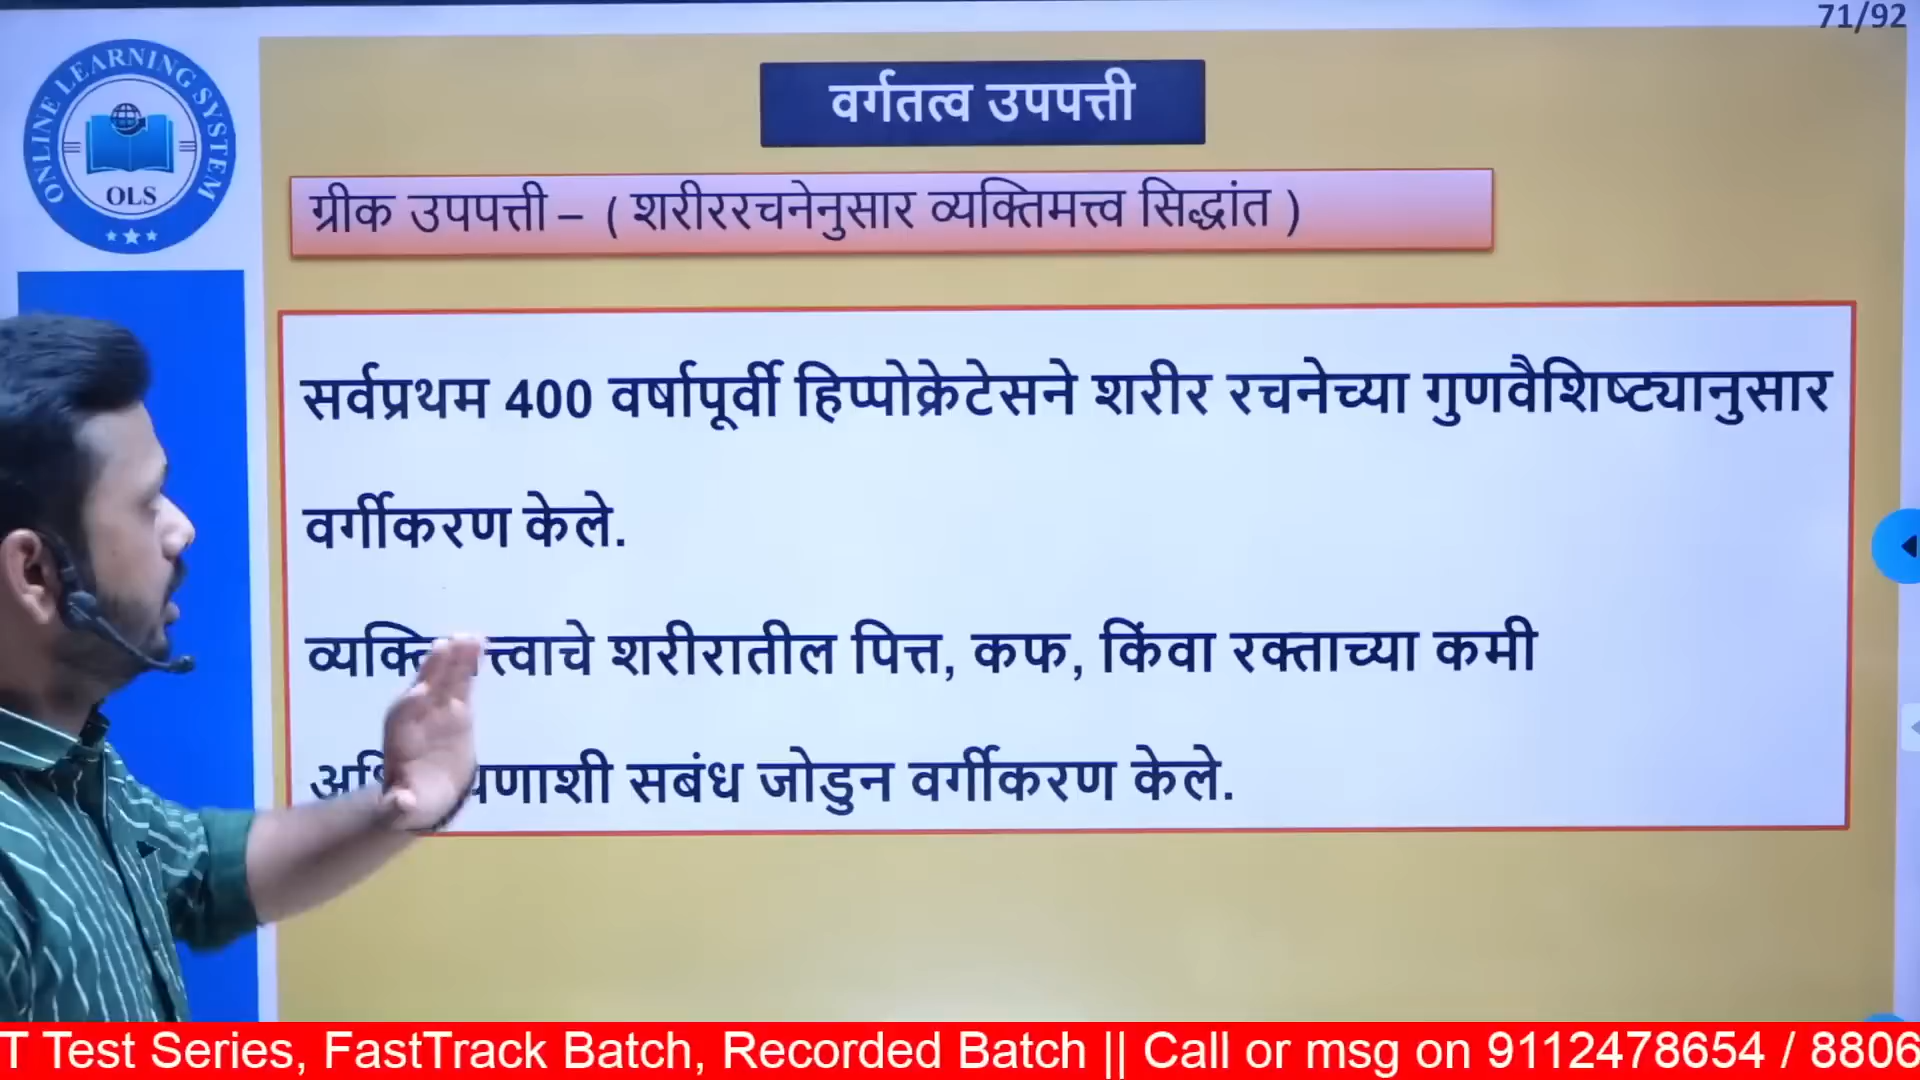 71/92
ONLINE LEARNING SYSTEM
OLS
वर्गतत्व उपपत्ती
ग्रीक उपपत्ती – ( शरीररचनेनुसार व्यक्तिमत्त्व सिद्धांत )
सर्वप्रथम 400 वर्षापूर्वी हिप्पोक्रेटेसने शरीर रचनेच्या गुणवैशिष्ट्यानुसार
वर्गीकरण केले.
शरीरातील पित्त, कफ, किंवा रक्ताच्या कमी
सबंध जोडुन वर्गीकरण केले.
T Test Series, FastTrack Batch, Recorded Batch || Call or msg on 9112478654 / 8806